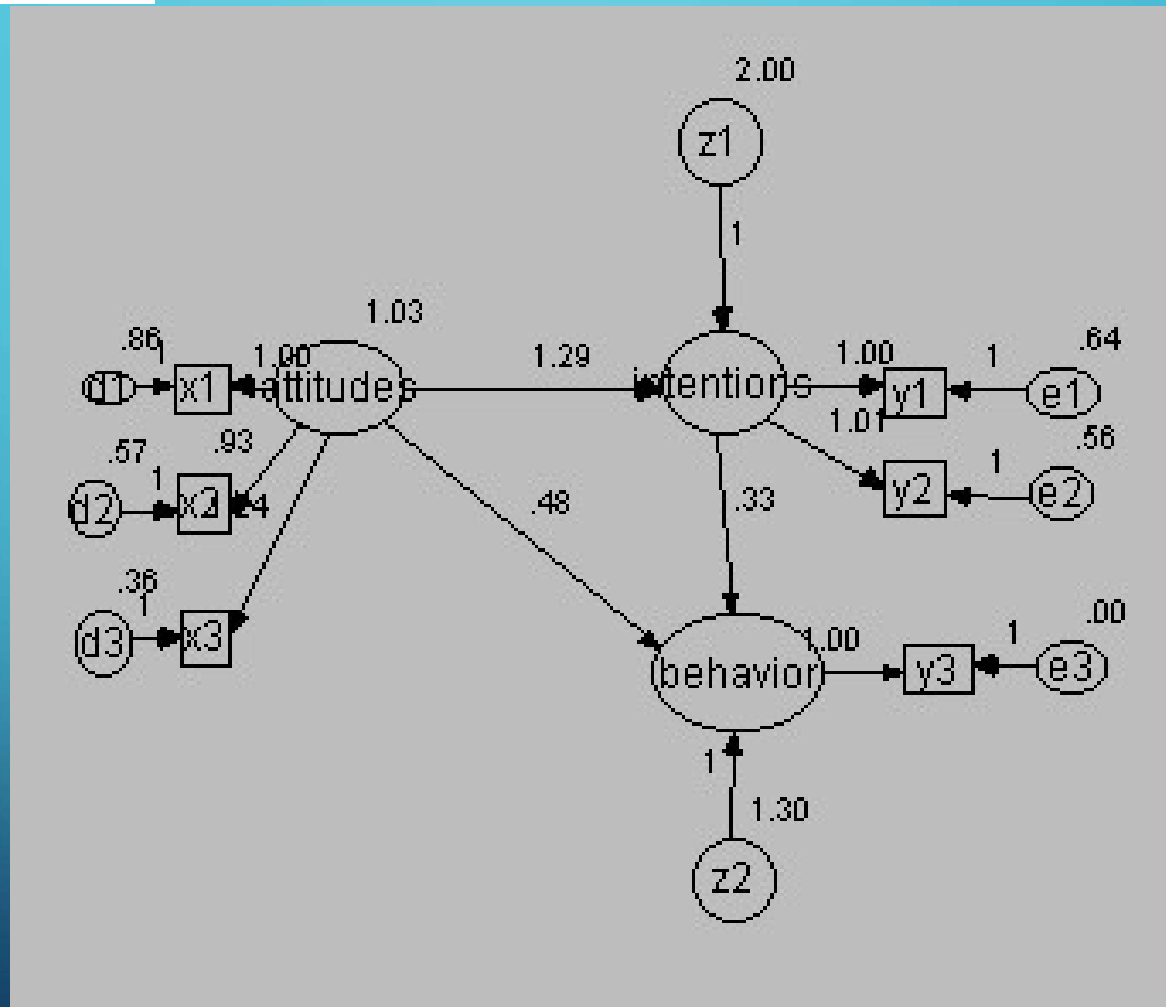 2.00
z1
1
1.03
.86
1
1.00
1.29
1.00
1
.64
d1
x1
attitudes
intentions
y1
e1
.93
1.01
.57
1
1
.56
d2
x2
.48
.33
y2
e2
.36
1
1.00
1
.00
d3
x3
behavior
y3
e3
1
1.30
z2